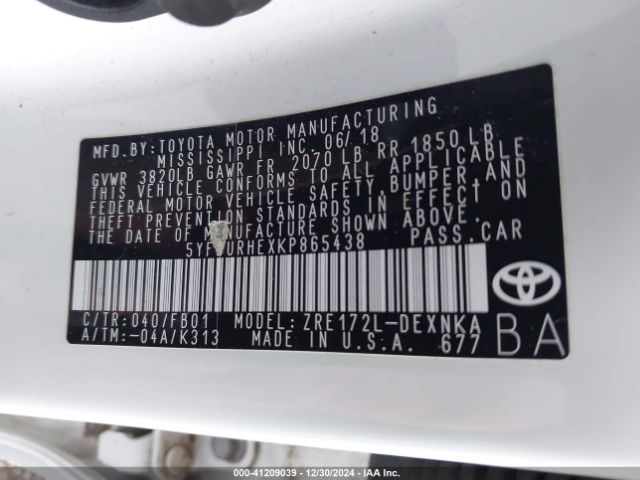 MFD. BY: TOYOTA MOTOR MANUFACTURING
MISSISSIPPI INC. 06/18
GVWR 3820LB GAWR FR 2070 LB, RR 1850 LB
THIS VEHICLE CONFORMS TO ALL APPLICABLE
FEDERAL MOTOR VEHICLE SAFETY, BUMPER, AND
THEFT PREVENTION STANDARDS IN EFFECT ON
THE DATE OF MANUFACTURE SHOWN ABOVE.
PASS. CAR
C/TR: 040/FB01 MODEL: ZRE172L-DEXNKA
A/TM: -04A/K313 MADE IN U.S.A. 677
BA
TOYOTA
000-41209039 - 12/30/2024 - IAA Inc.